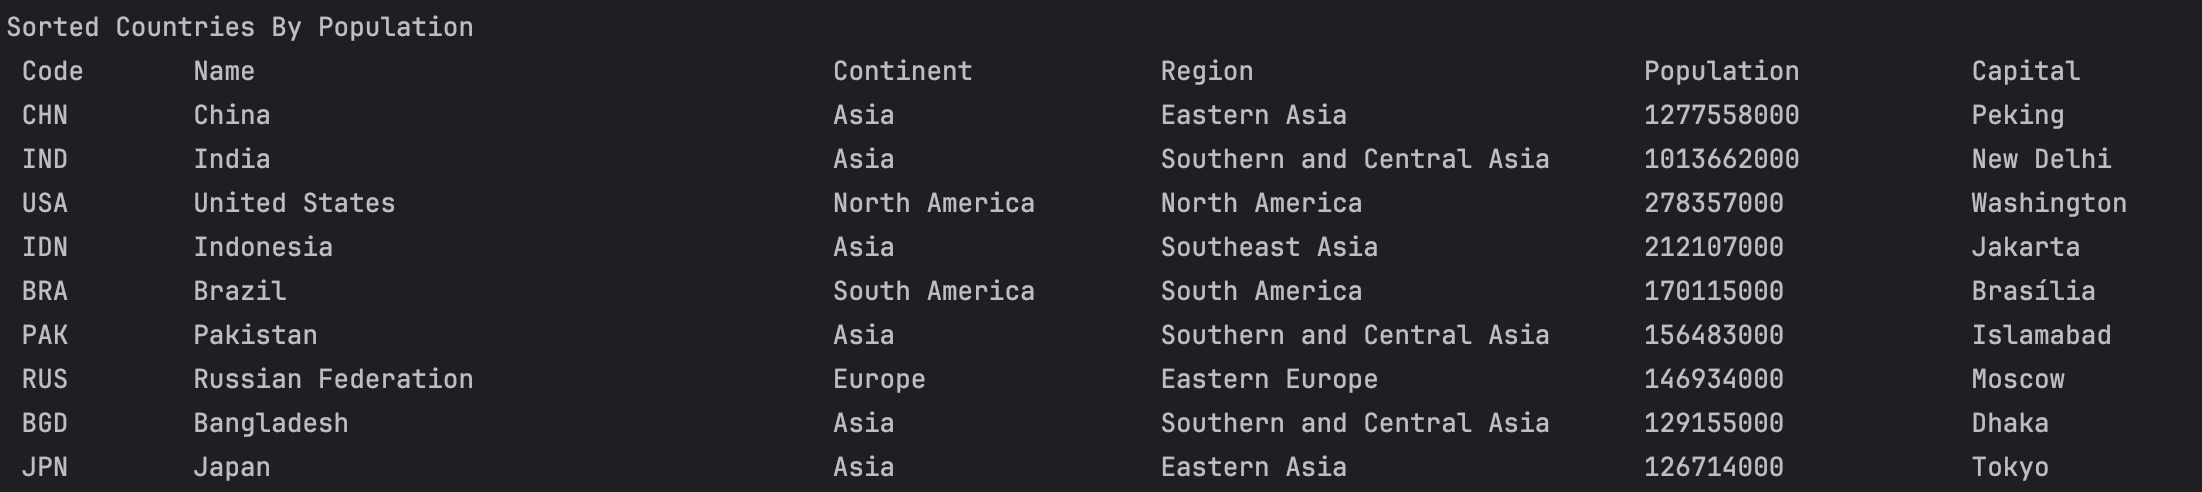 Sorted Countries By Population
Code Name Continent Region Population Capital
CHN China Asia Eastern Asia 1277558000 Peking
IND India Asia Southern and Central Asia 1013662000 New Delhi
USA United States North America North America 278357000 Washington
IDN Indonesia Asia Southeast Asia 212107000 Jakarta
BRA Brazil South America South America 170115000 Brasília
PAK Pakistan Asia Southern and Central Asia 156483000 Islamabad
RUS Russian Federation Europe Eastern Europe 146934000 Moscow
BGD Bangladesh Asia Southern and Central Asia 129155000 Dhaka
JPN Japan Asia Eastern Asia 126714000 Tokyo